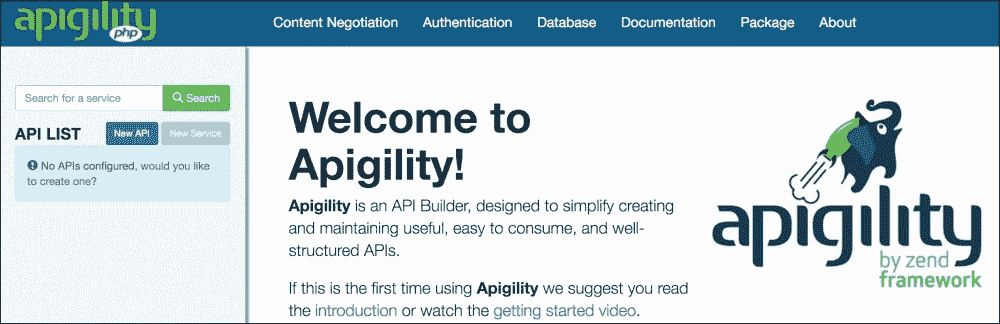 apigility
php
Content Negotiation Authentication Database Documentation Package About
Search for a service Search
API LIST New API New Service
No APIs configured, would you like
to create one?
Welcome to
Apigility!
Apigility is an API Builder, designed to simplify creating
and maintaining useful, easy to consume, and well-
structured APIs.
If this is the first time using Apigility we suggest you read
the introduction or watch the getting started video.
apigility
by zend
framework